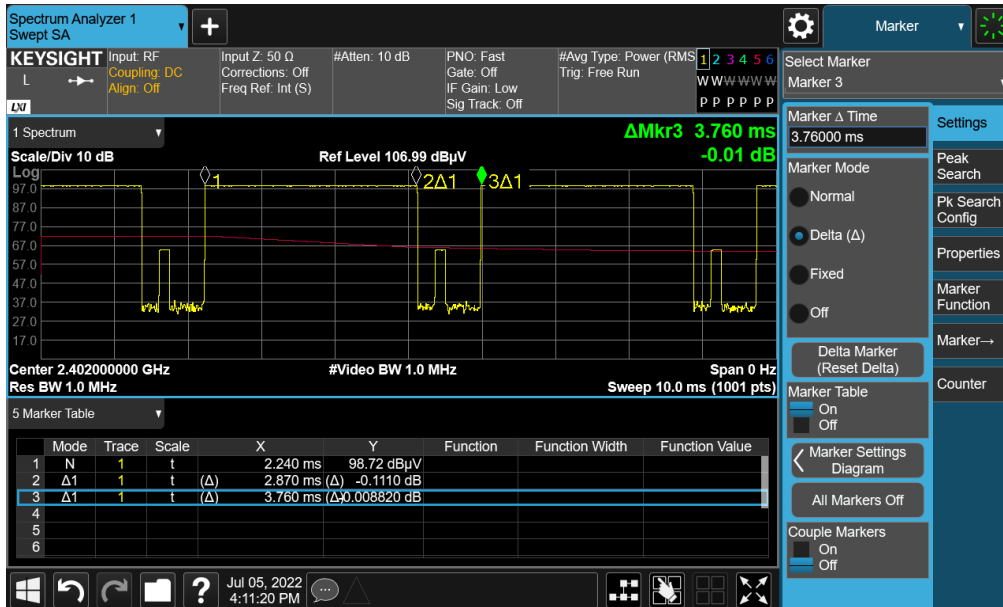 Spectrum Analyzer 1
Swept SA
+
Marker
KEYSIGHT
L
LXI
Input: RF
Coupling: DC
Align: Off
Input Z: 50 Ω
Corrections: Off
Freq Ref: Int (S)
#Atten: 10 dB
PNO: Fast
Gate: Off
IF Gain: Low
Sig Track: Off
#Avg Type: Power (RMS
Trig: Free Run
1 2 3 4 5 6
W W W W W W
P P P P P P
Select Marker
Marker 3
1 Spectrum
ΔMkr3 3.760 ms
-0.01 dB
Scale/Div 10 dB
Ref Level 106.99 dBµV
Log
97.0
87.0
77.0
67.0
57.0
47.0
37.0
27.0
17.0
1
2Δ1
3Δ1
Center 2.402000000 GHz
#Video BW 1.0 MHz
Span 0 Hz
Res BW 1.0 MHz
Sweep 10.0 ms (1001 pts)
5 Marker Table
Mode Trace Scale X Y Function Function Width Function Value
1 N 1 t 2.240 ms 98.72 dBµV
2 Δ1 1 t (Δ) 2.870 ms (Δ) -0.1110 dB
3 Δ1 1 t (Δ) 3.760 ms (Δ)-0.008820 dB
4
5
6
Marker Δ Time
3.76000 ms
Marker Mode
Normal
Delta (Δ)
Fixed
Off
Delta Marker
(Reset Delta)
Marker Table
On
Off
Marker Settings
Diagram
All Markers Off
Couple Markers
On
Off
Settings
Peak
Search
Pk Search
Config
Properties
Marker
Function
Marker→
Counter
?
Jul 05, 2022
4:11:20 PM